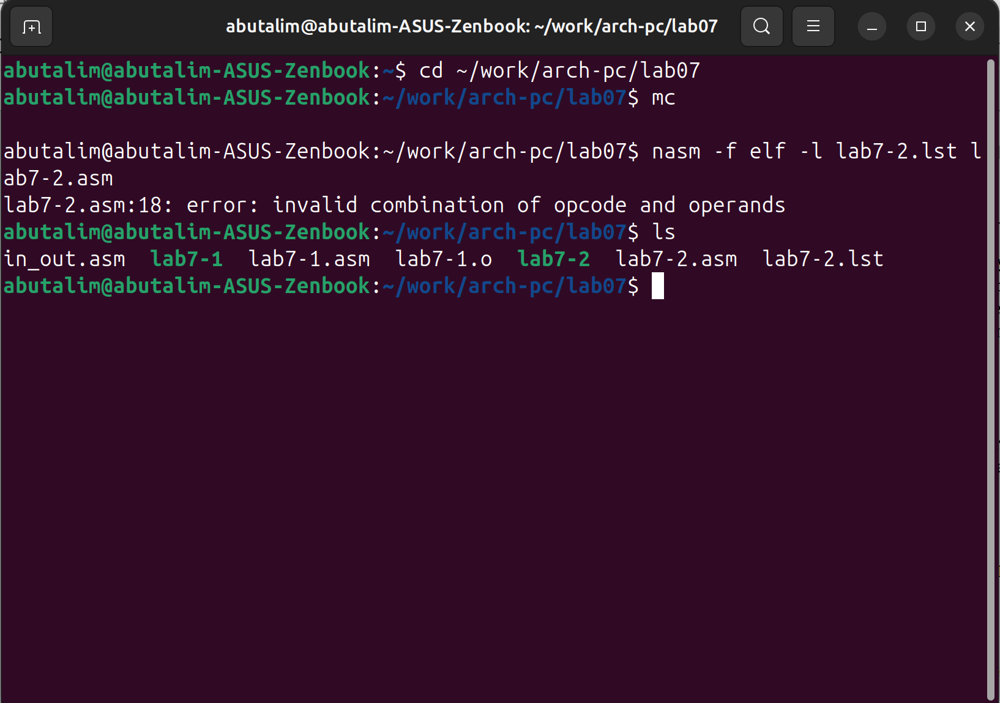 abutalim@abutalim-ASUS-Zenbook: ~/work/arch-pc/lab07
abutalim@abutalim-ASUS-Zenbook:~$ cd ~/work/arch-pc/lab07
abutalim@abutalim-ASUS-Zenbook:~/work/arch-pc/lab07$ mc
abutalim@abutalim-ASUS-Zenbook:~/work/arch-pc/lab07$ nasm -f elf -l lab7-2.lst l
ab7-2.asm
lab7-2.asm:18: error: invalid combination of opcode and operands
abutalim@abutalim-ASUS-Zenbook:~/work/arch-pc/lab07$ ls
in_out.asm  lab7-1  lab7-1.asm  lab7-1.o  lab7-2  lab7-2.asm  lab7-2.lst
abutalim@abutalim-ASUS-Zenbook:~/work/arch-pc/lab07$